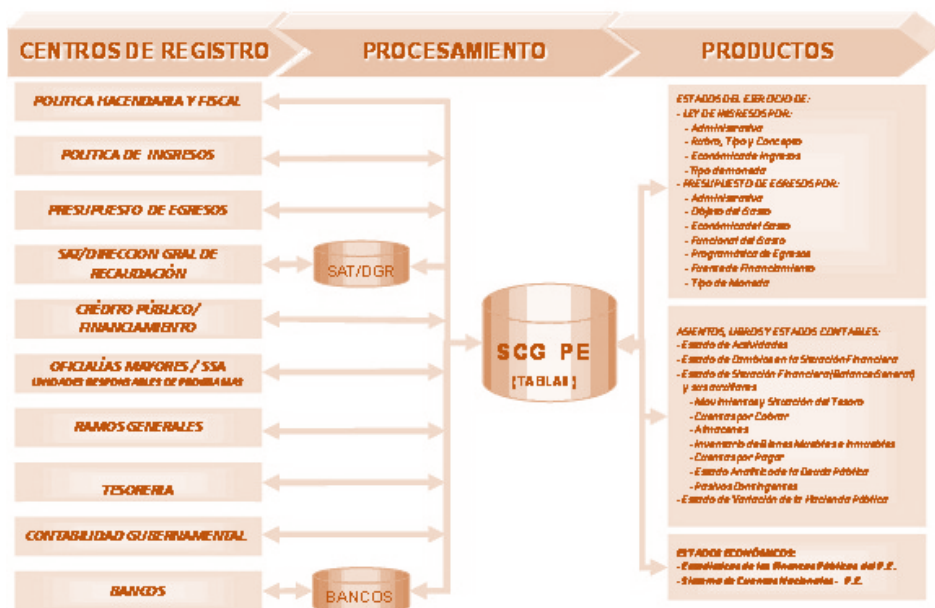 CENTROS DE REGISTRO
PROCESAMIENTO
PRODUCTOS
POLITICA HACENDARIA Y FISCAL
POLITICA DE INGRESOS
PRESUPUESTO DE EGRESOS
SAT/DIRECCION GRAL DE
RECAUDACIÓN
CRÉDITO PÚBLICO/
FINANCIAMIENTO
OFICIALÍAS MAYORES / SSA
UNIDADES RESPONSABLES DE PROGRAMAS
RAMOS GENERALES
TESORERIA
CONTABILIDAD GUBERNAMENTAL
BANCOS
SAT/DGR
BANCOS
SCG PE
(TABLAS)
ESTADOS DEL EJERCICIO DE:
- LEY DE INGRESOS POR:
- Administrativa
- Rubro, Tipo y Concepto
- Económica de Ingresos
- Tipo de moneda
- PRESUPUESTO DE EGRESOS POR:
- Administrativa
- Objeto del Gasto
- Económica del Gasto
- Funcional del Gasto
- Programática de Egresos
- Fuente de Financiamiento
- Tipo de Moneda
ASIENTOS, LIBROS Y ESTADOS CONTABLES:
- Estado de Actividades
- Estado de Cambios en la Situación Financiera
- Estado de Situación Financiera (Balance General)
y sus auxiliares
- Movimientos y Situación del Tesoro
- Cuentas por Cobrar
- Almacenes
- Inventario de Bienes Muebles e Inmuebles
- Cuentas por Pagar
- Estado Analítico de la Deuda Pública
- Pasivos Contingentes
- Estado de Variación de la Hacienda Pública
ESTADOS ECONÓMICOS:
- Estadísticas de las Finanzas Públicas del P.E.
- Sistema de Cuentas Nacionales - P.E.